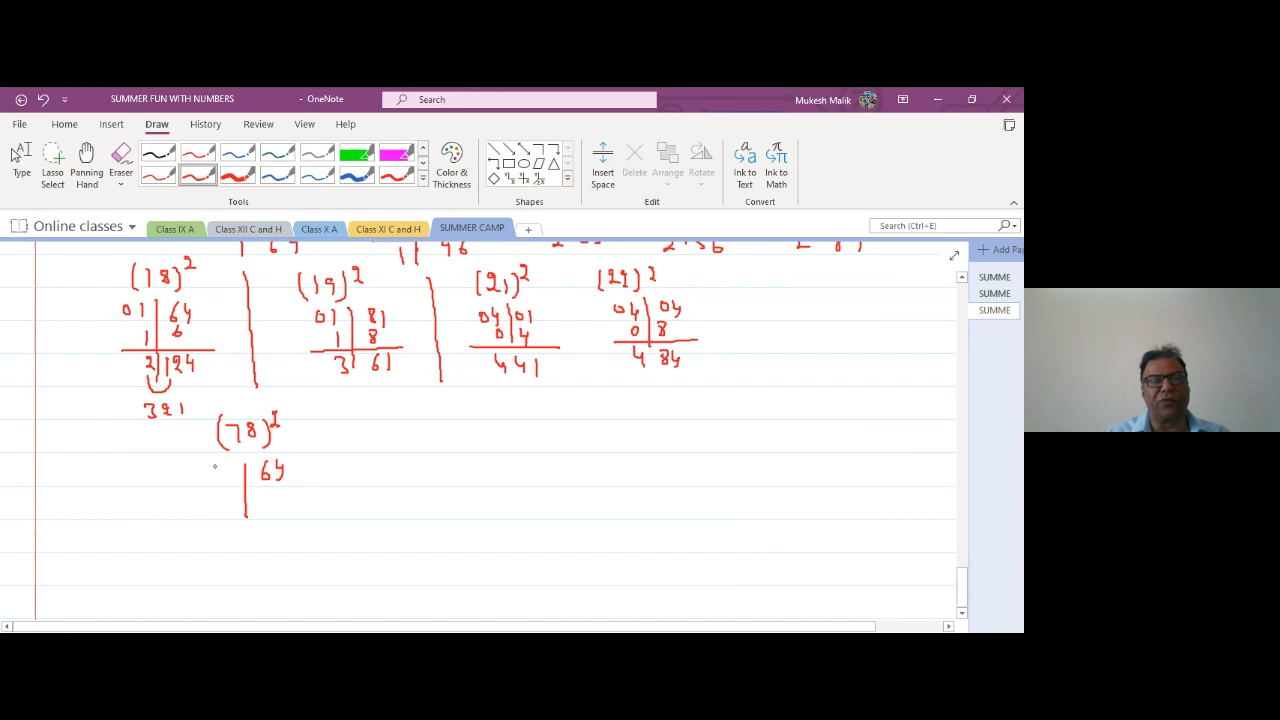 SUMMER FUN WITH NUMBERS - OneNote
Search
Mukesh Malik
File Home Insert Draw History Review View Help
Type
Lasso Select
Panning Hand
Eraser
Color & Thickness
Insert Space
Delete
Arrange
Rotate
Ink to Text
Ink to Math
Tools
Shapes
Edit
Convert
Online classes
Class IX A
Class XII C and H
Class X A
Class XI C and H
SUMMER CAMP
Search (Ctrl+E)
Add Pag
SUMME
SUMME
SUMME
(18)²
01 | 64
1 | 6
2 | 124
321
(19)²
01 | 81
1 | 8
3 | 61
(21)²
04 | 01
0 | 4
4 41
(22)²
04 | 04
0 | 8
4 84
(78)²
| 64